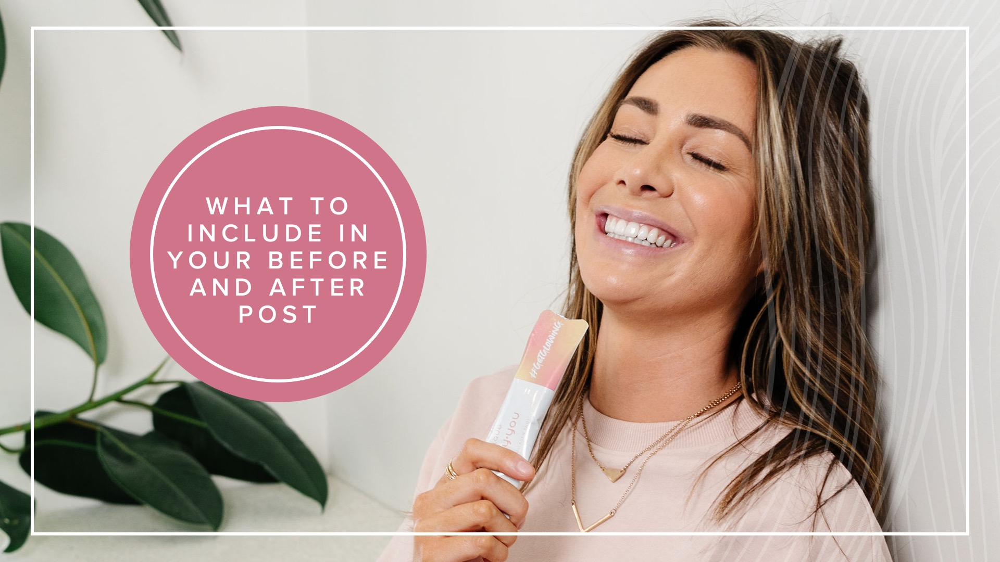 WHAT TO
INCLUDE IN
YOUR BEFORE
AND AFTER
POST
#GetGlowing